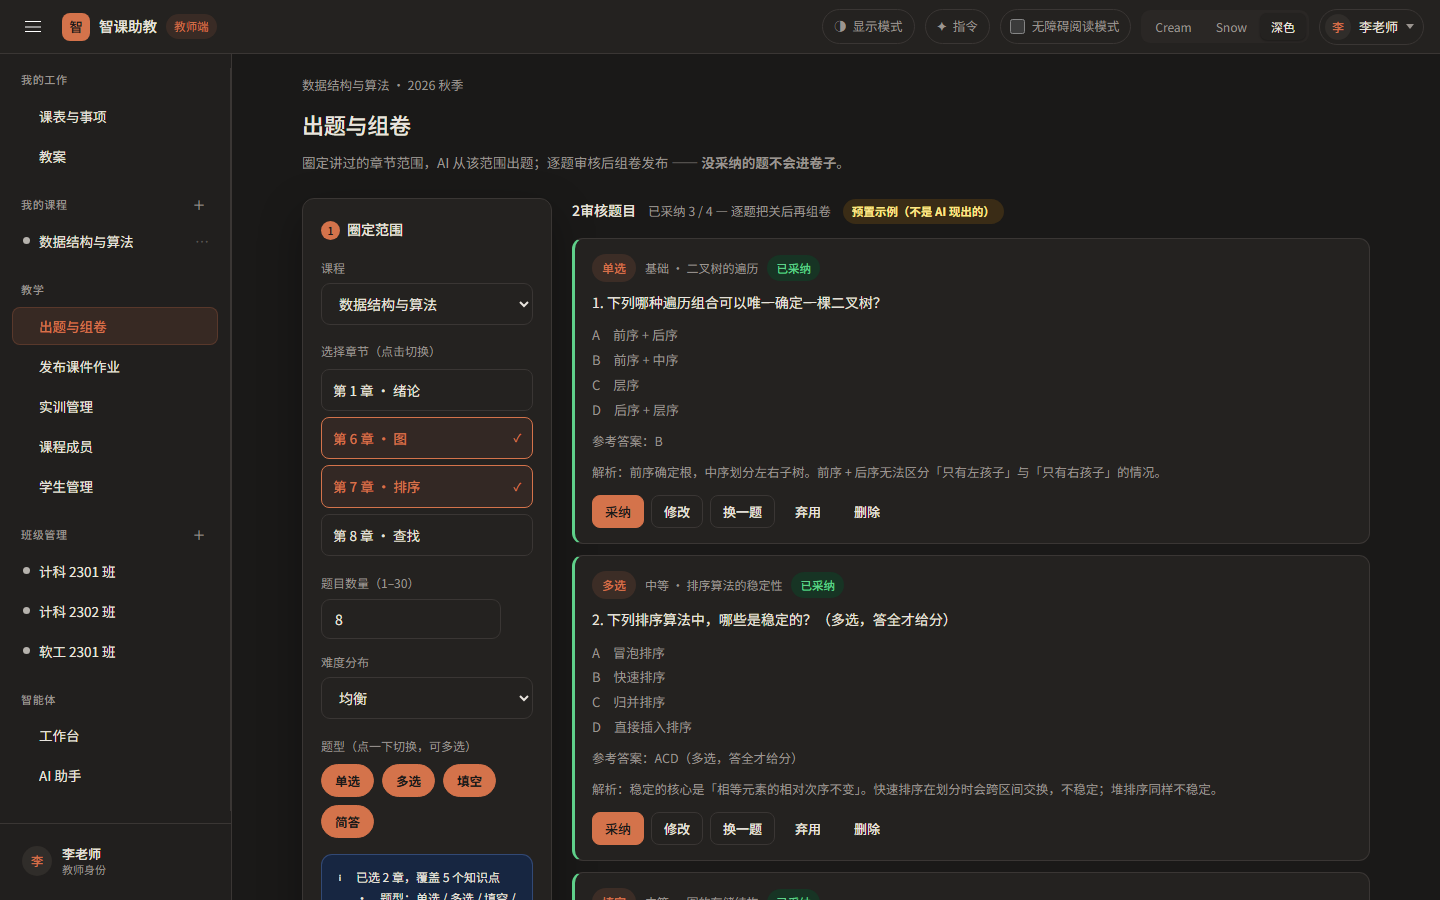 智 智课助教 教师端
显示模式 指令 无障碍阅读模式 Cream Snow 深色 李 李老师
我的工作
课表与事项
教案
我的课程 +
数据结构与算法 ...
教学
出题与组卷
发布课件作业
实训管理
课程成员
学生管理
班级管理 +
计科 2301 班
计科 2302 班
软工 2301 班
智能体
工作台
AI 助手
李 李老师
教师身份
数据结构与算法 · 2026 秋季
出题与组卷
圈定讲过的章节范围，AI 从该范围出题；逐题审核后组卷发布 —— 没采纳的题不会进卷子。
1 圈定范围
课程
数据结构与算法
选择章节（点击切换）
第 1 章 · 绪论
第 6 章 · 图 ✓
第 7 章 · 排序 ✓
第 8 章 · 查找
题目数量（1–30）
8
难度分布
均衡
题型（点一下切换，可多选）
单选 多选 填空
简答
i 已选 2 章，覆盖 5 个知识点
· 题型：单选 / 多选 / 填空 /
2审核题目 已采纳 3 / 4 — 逐题把关后再组卷 预置示例（不是 AI 现出的）
单选 基础 · 二叉树的遍历 已采纳
1. 下列哪种遍历组合可以唯一确定一棵二叉树？
A 前序 + 后序
B 前序 + 中序
C 层序
D 后序 + 层序
参考答案：B
解析：前序确定根，中序划分左右子树。前序 + 后序无法区分「只有左孩子」与「只有右孩子」的情况。
采纳 修改 换一题 弃用 删除
多选 中等 · 排序算法的稳定性 已采纳
2. 下列排序算法中，哪些是稳定的？（多选，答全才给分）
A 冒泡排序
B 快速排序
C 归并排序
D 直接插入排序
参考答案：ACD（多选，答全才给分）
解析：稳定的核心是「相等元素的相对次序不变」。快速排序在划分时会跨区间交换，不稳定；堆排序同样不稳定。
采纳 修改 换一题 弃用 删除